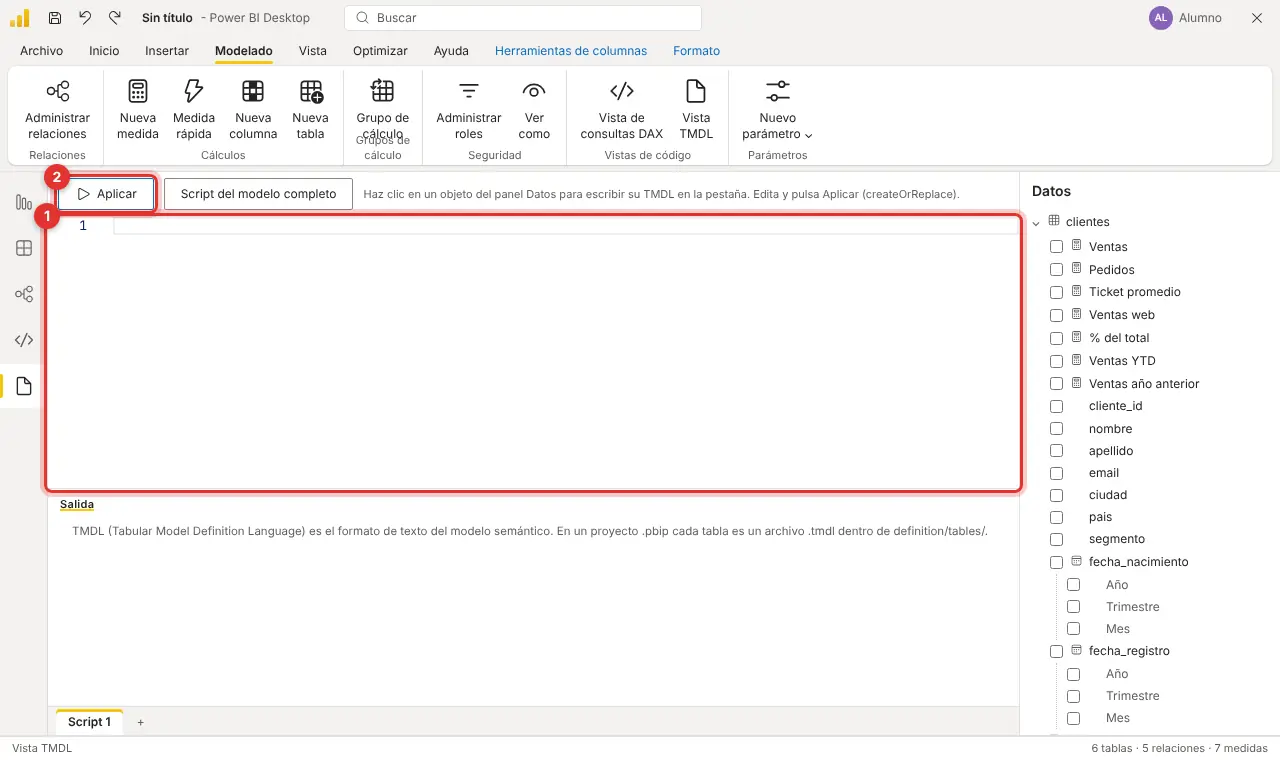 Sin título - Power BI Desktop
Buscar
AL Alumno
Archivo Inicio Insertar Modelado Vista Optimizar Ayuda Herramientas de columnas Formato
Administrar relaciones
Relaciones
Nueva medida
Medida rápida
Nueva columna
Nueva tabla
Cálculos
Grupo de cálculo
Grupos de cálculo
Administrar roles
Ver como
Seguridad
Vista de consultas DAX
Vista TMDL
Vistas de código
Nuevo parámetro
Parámetros
2
Aplicar
Script del modelo completo
Haz clic en un objeto del panel Datos para escribir su TMDL en la pestaña. Edita y pulsa Aplicar (createOrReplace).
1
1
Salida
TMDL (Tabular Model Definition Language) es el formato de texto del modelo semántico. En un proyecto .pbip cada tabla es un archivo .tmdl dentro de definition/tables/.
Script 1 +
Datos
clientes
Ventas
Pedidos
Ticket promedio
Ventas web
% del total
Ventas YTD
Ventas año anterior
cliente_id
nombre
apellido
email
ciudad
pais
segmento
fecha_nacimiento
Año
Trimestre
Mes
fecha_registro
Año
Trimestre
Mes
Vista TMDL
6 tablas · 5 relaciones · 7 medidas